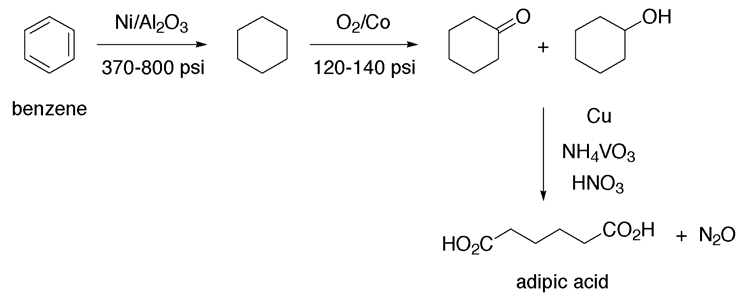 Ni/Al₂O₃
370-800 psi
benzene
O₂/Co
120-140 psi
O
+
OH
Cu
NH₄VO₃
HNO₃
HO₂C
CO₂H
+ N₂O
adipic acid